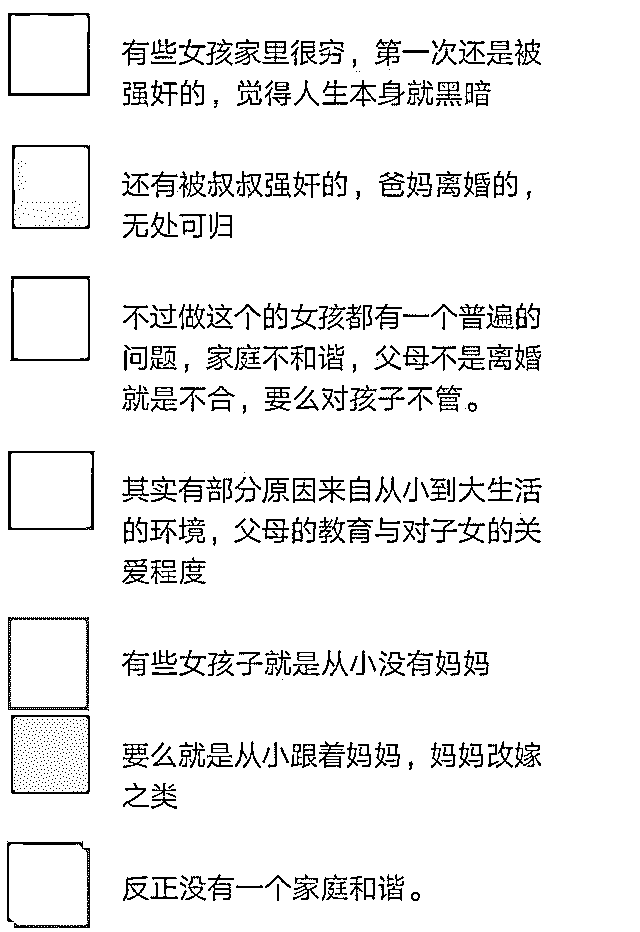 有些女孩家里很穷，第一次还是被
强奸的，觉得人生本身就黑暗
还有被叔叔强奸的，爸妈离婚的，
无处可归
不过做这个的女孩都有一个普遍的
问题，家庭不和谐，父母不是离婚
就是不合，要么对孩子不管。
其实有部分原因来自从小到大生活
的环境，父母的教育与对子女的关
爱程度
有些女孩子就是从小没有妈妈
要么就是从小跟着妈妈，妈妈改嫁
之类
反正没有一个家庭和谐。